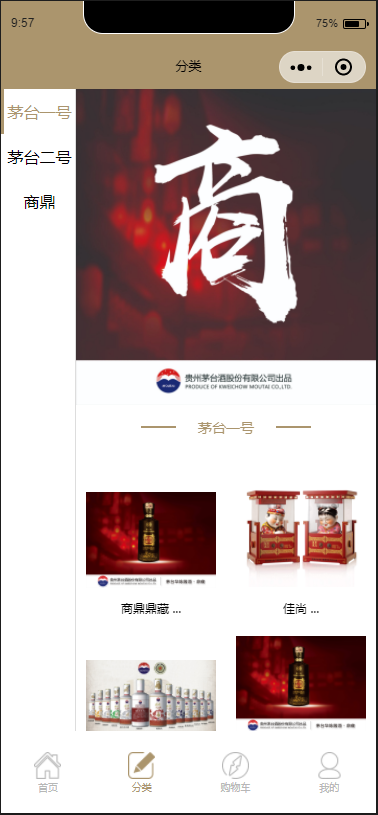 9:57
75%
分类
茅台一号
茅台二号
商鼎
商
贵州茅台酒股份有限公司出品
PRODUCE OF KWEICHOW MOUTAI CO.,LTD.
茅台一号
商鼎鼎藏 ...
佳尚 ...
首页
分类
购物车
我的